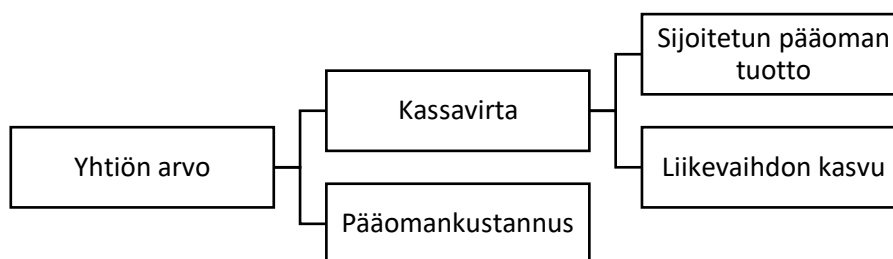 Sijoitetun pääoman
tuotto
Kassavirta
Yhtiön arvo
Liikevaihdon kasvu
Pääomankustannus